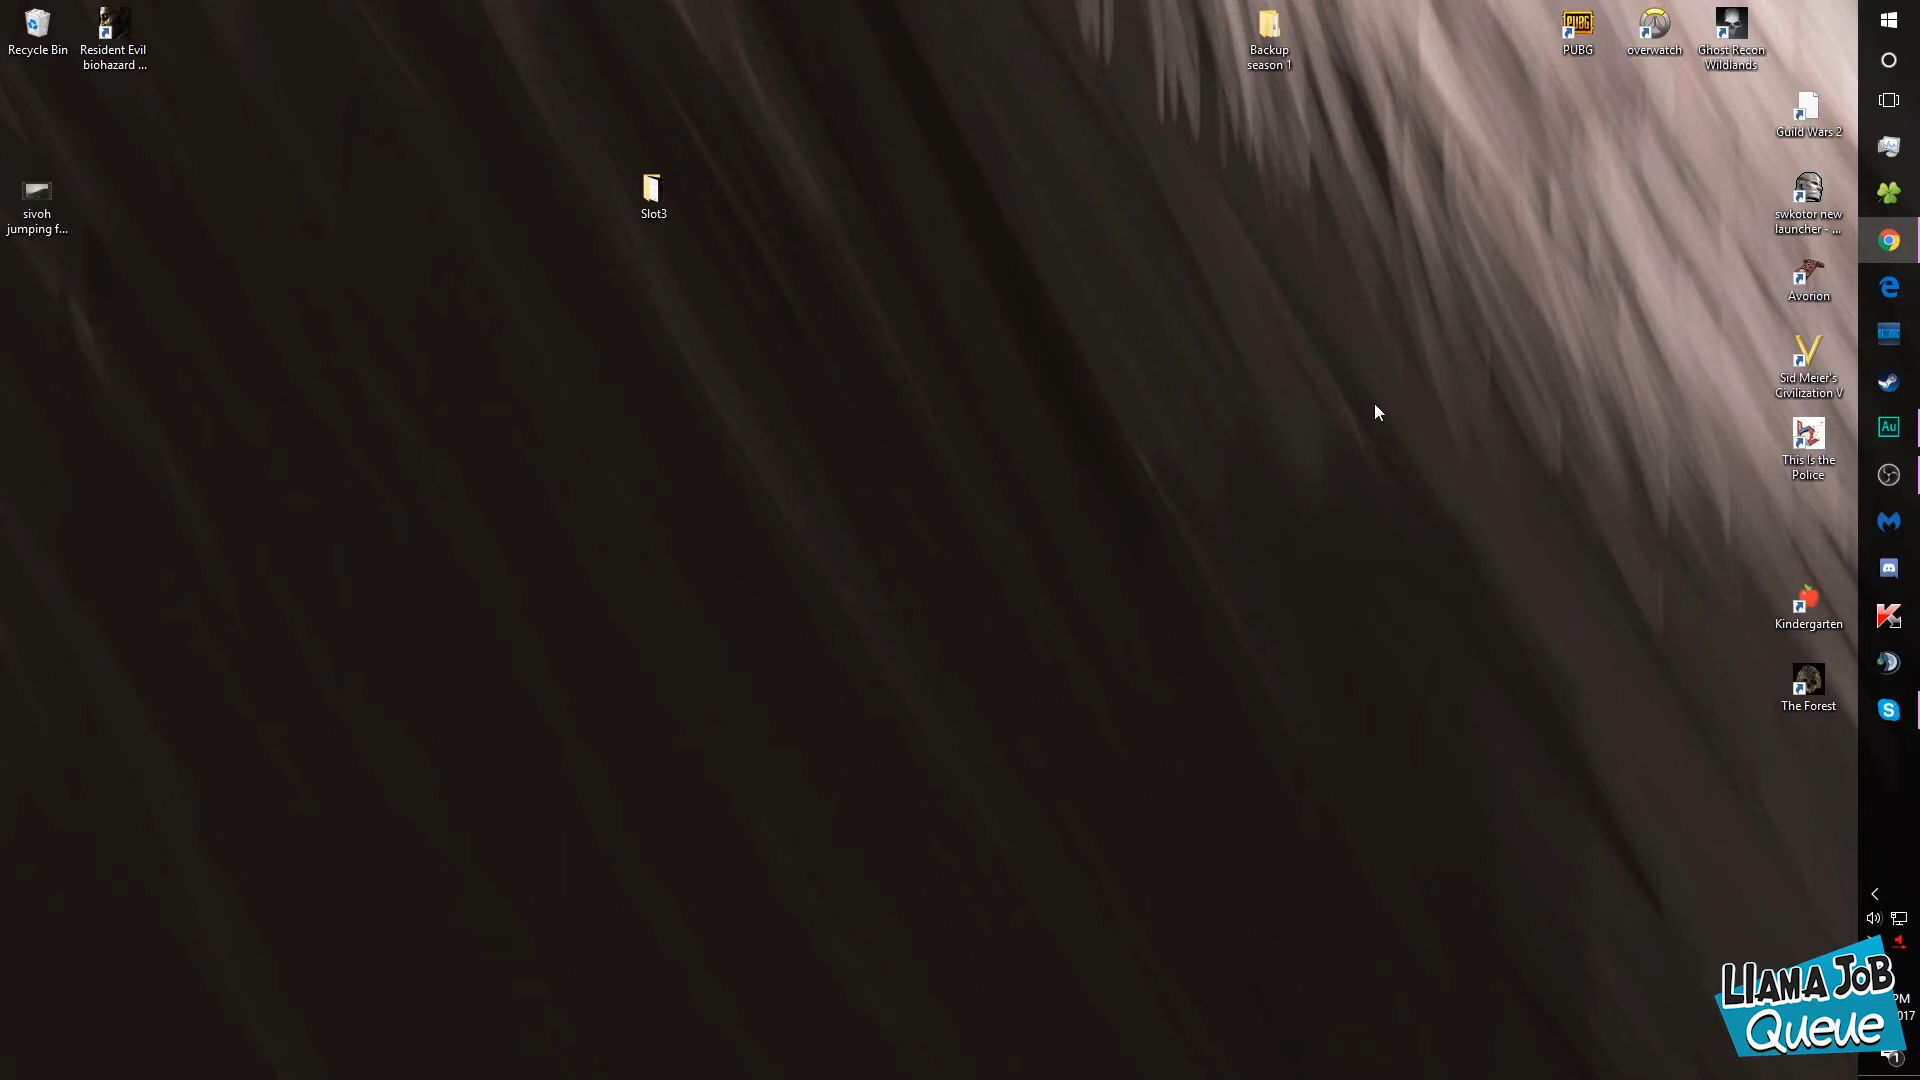 Recycle Bin
Resident Evil
biohazard ...
Backup
season 1
PUBG
overwatch
Ghost Recon
Wildlands
Guild Wars 2
sivoh
jumping f...
Slot3
swkotor new
launcher - ...
Avorion
Sid Meier's
Civilization V
Au
This Is the
Police
Kindergarten
The Forest
LLAMA JOB
Queue
PM
017
1